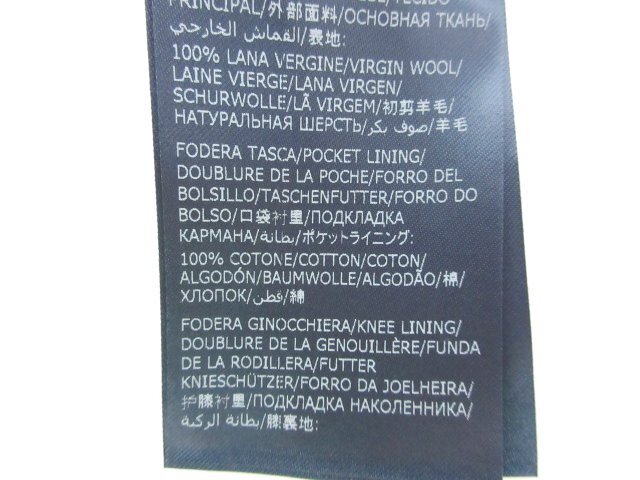 PRINCIPAL/外部面料/ОСНОВНАЯ ТКАНЬ/
القماش الخارجي/裏地:
100% LANA VERGINE/VIRGIN WOOL/
LAINE VIERGE/LANA VIRGEN/
SCHURWOLLE/LÃ VIRGEM/初剪羊毛/
НАТУРАЛЬНАЯ ШЕРСТЬ/صوف بكر/羊毛
FODERA TASCA/POCKET LINING/
DOUBLURE DE LA POCHE/FORRO DEL
BOLSILLO/TASCHENFUTTER/FORRO DO
BOLSO/口袋衬里/ПОДКЛАДКА
КАРМАНА/بطانة/ポケットライニング:
100% COTONE/COTTON/COTON/
ALGODÓN/BAUMWOLLE/ALGODÃO/棉/
ХЛОПОК/قطن/綿
FODERA GINOCCHIERA/KNEE LINING/
DOUBLURE DE LA GENOUILLÈRE/FUNDA
DE LA RODILLERA/FUTTER
KNIESCHÜTZER/FORRO DA JOELHEIRA/
护膝衬里/ПОДКЛАДКА НАКОЛЕННИКА/
بطانة الركبة/膝裏地: